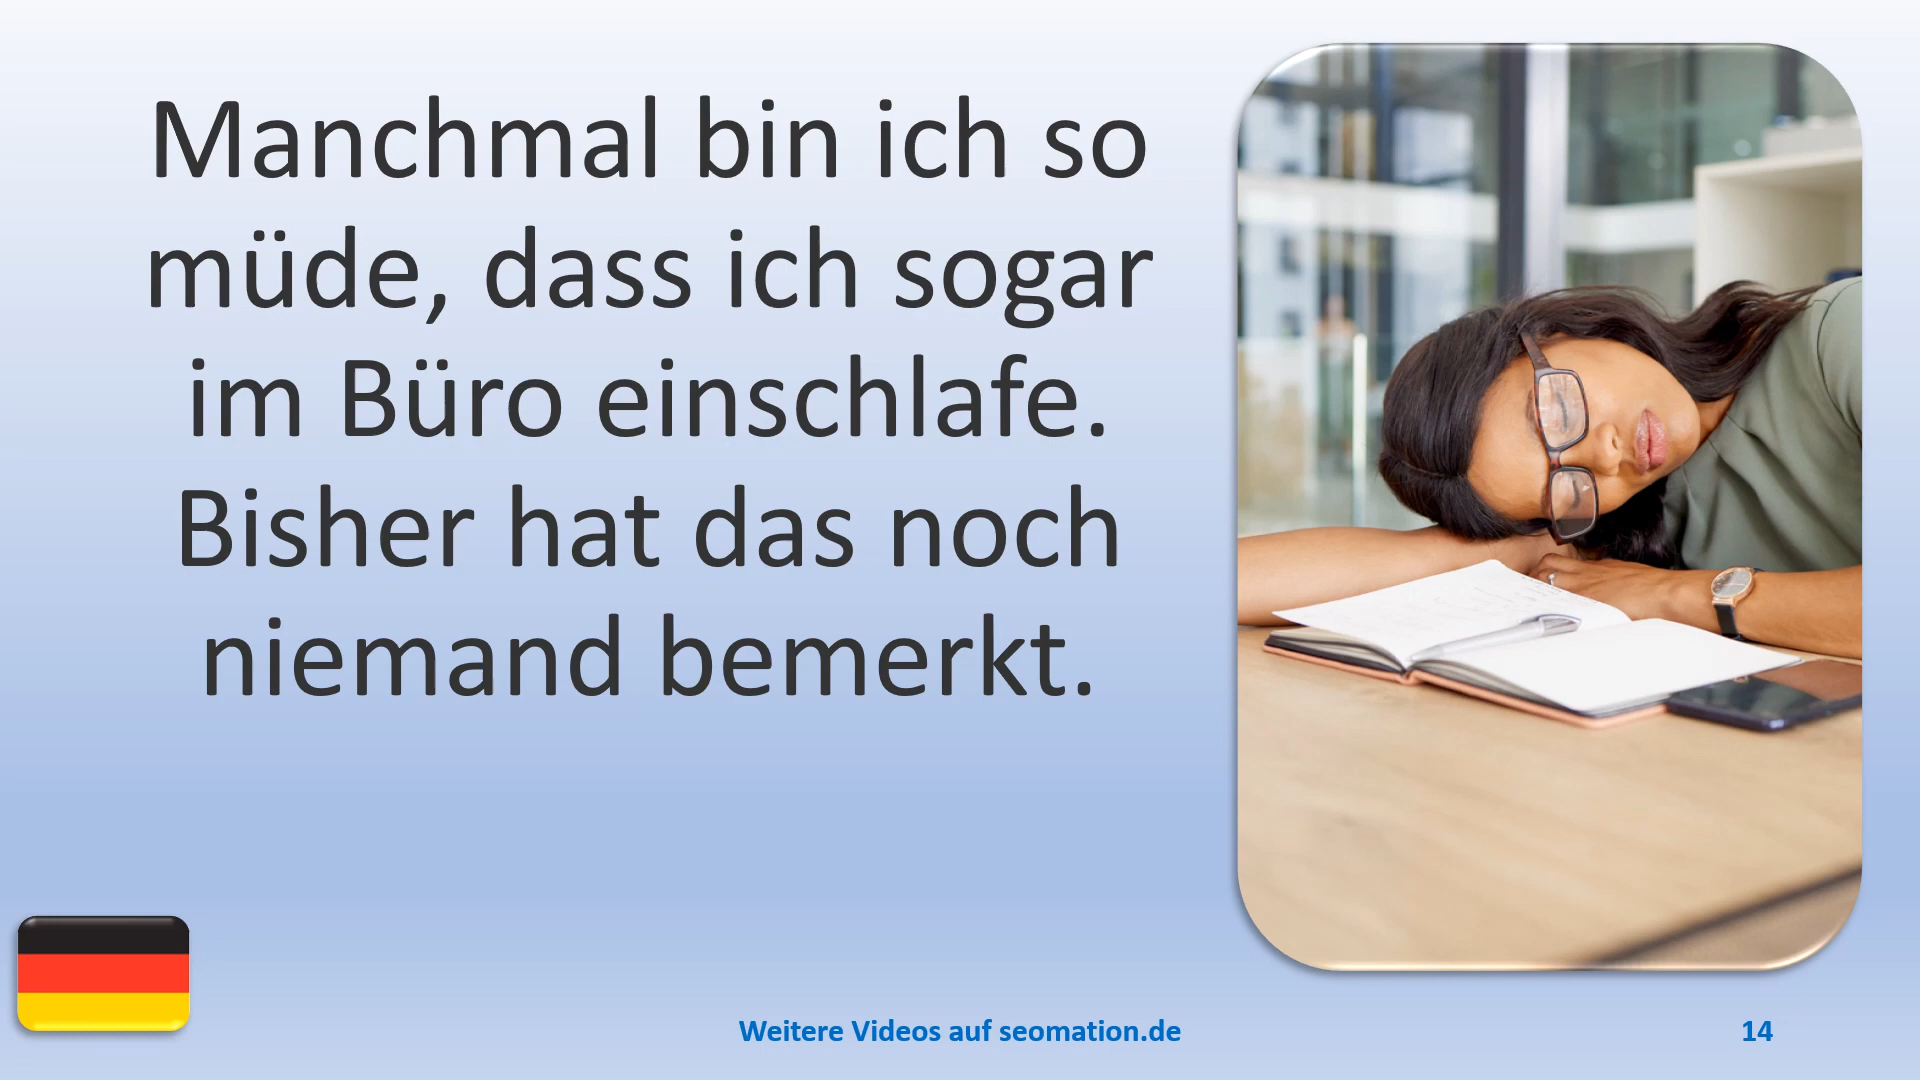 Manchmal bin ich so
müde, dass ich sogar
im Büro einschlafe.
Bisher hat das noch
niemand bemerkt.
Weitere Videos auf seomation.de
14